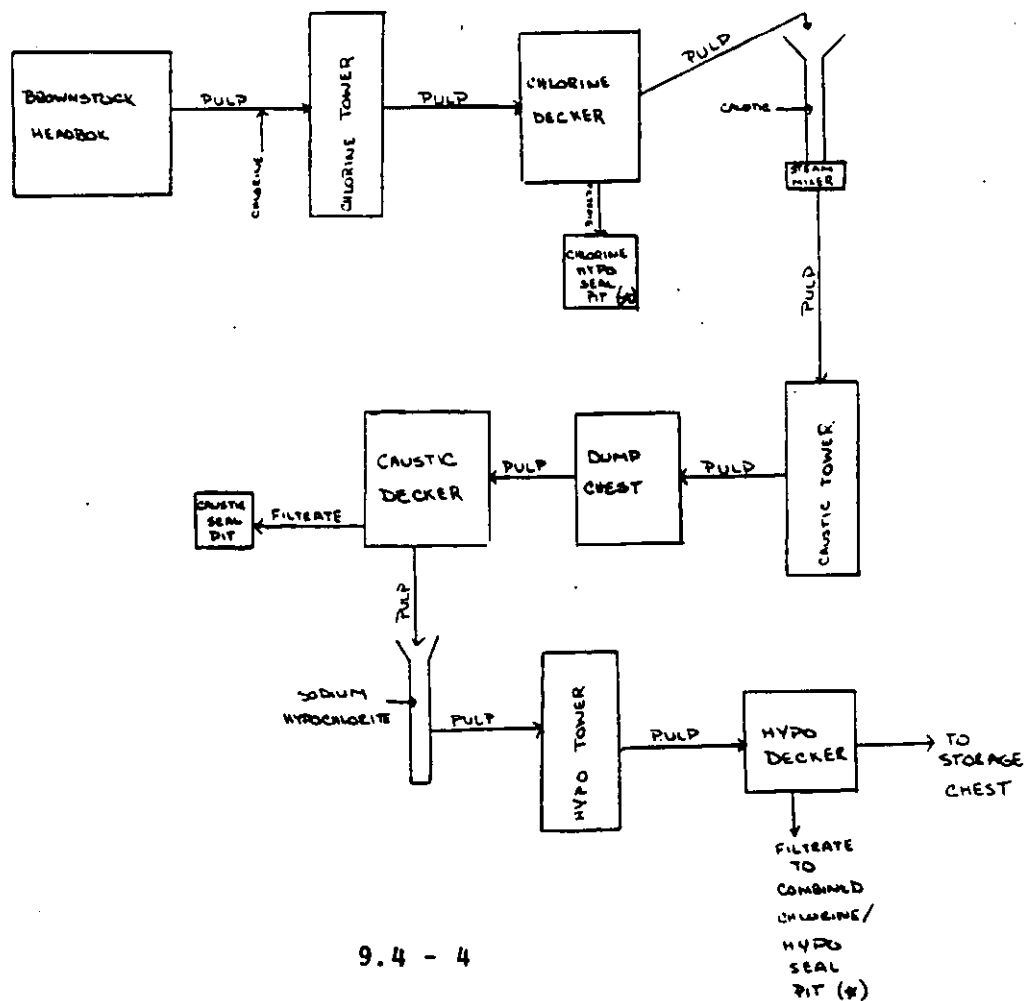 BROWNSTOCK
HEADBOX
PULP
CHLORINE
CHLORINE TOWER
PULP
CHLORINE
DECKER
PULP
CHLORINE
HYPO
SEAL
PIT (*)
CAUSTIC
STEAM
MIXER
PULP
CAUSTIC TOWER
PULP
DUMP
CHEST
PULP
CAUSTIC
DECKER
FILTRATE
CAUSTIC
SEAL
PIT
PULP
SODIUM
HYPOCHLORITE
PULP
HYPO TOWER
PULP
HYPO
DECKER
TO
STORAGE
CHEST
FILTRATE
TO
COMBINED
CHLORINE/
HYPO
SEAL
PIT (*)
9.4 - 4